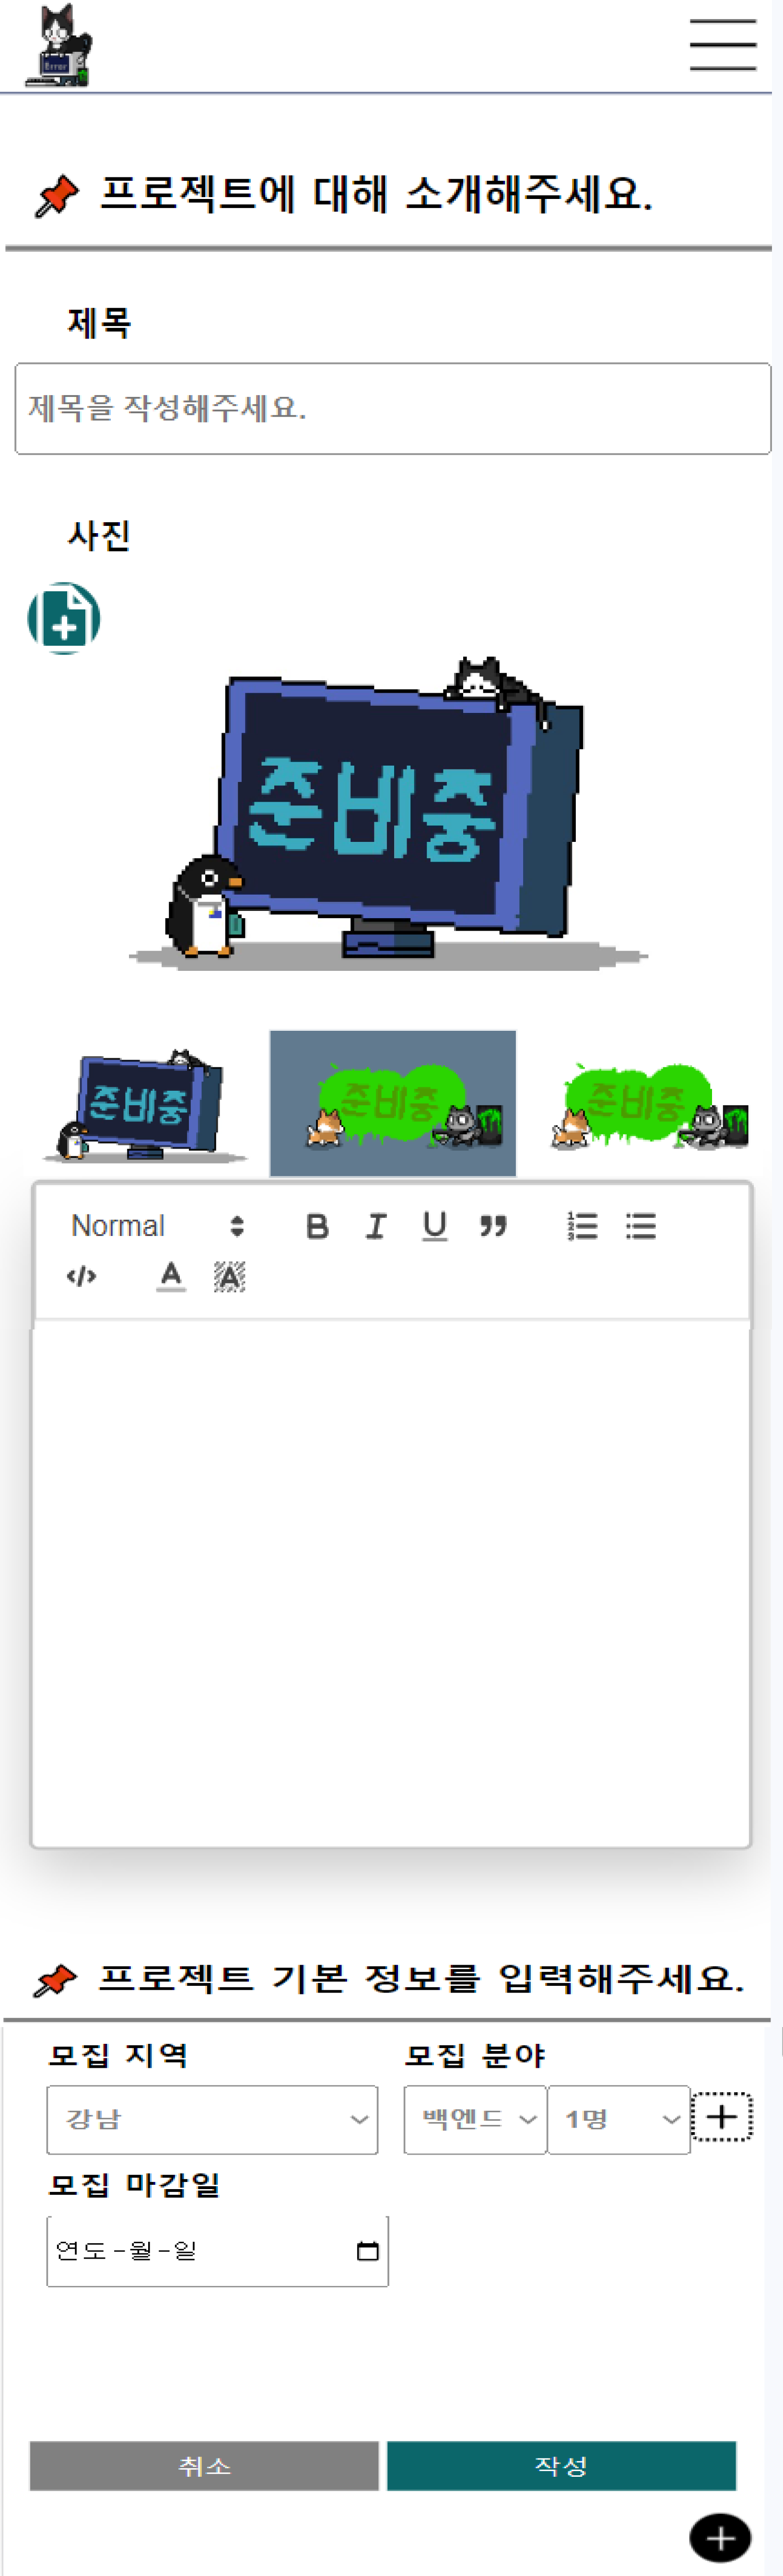 Error
프로젝트에 대해 소개해주세요.
제목
제목을 작성해주세요.
사진
준비중
준비중 준비중 준비중
Normal B I U
A A
프로젝트 기본 정보를 입력해주세요.
모집 지역 모집 분야
강남 백엔드 1명
모집 마감일
연도-월-일
취소 작성